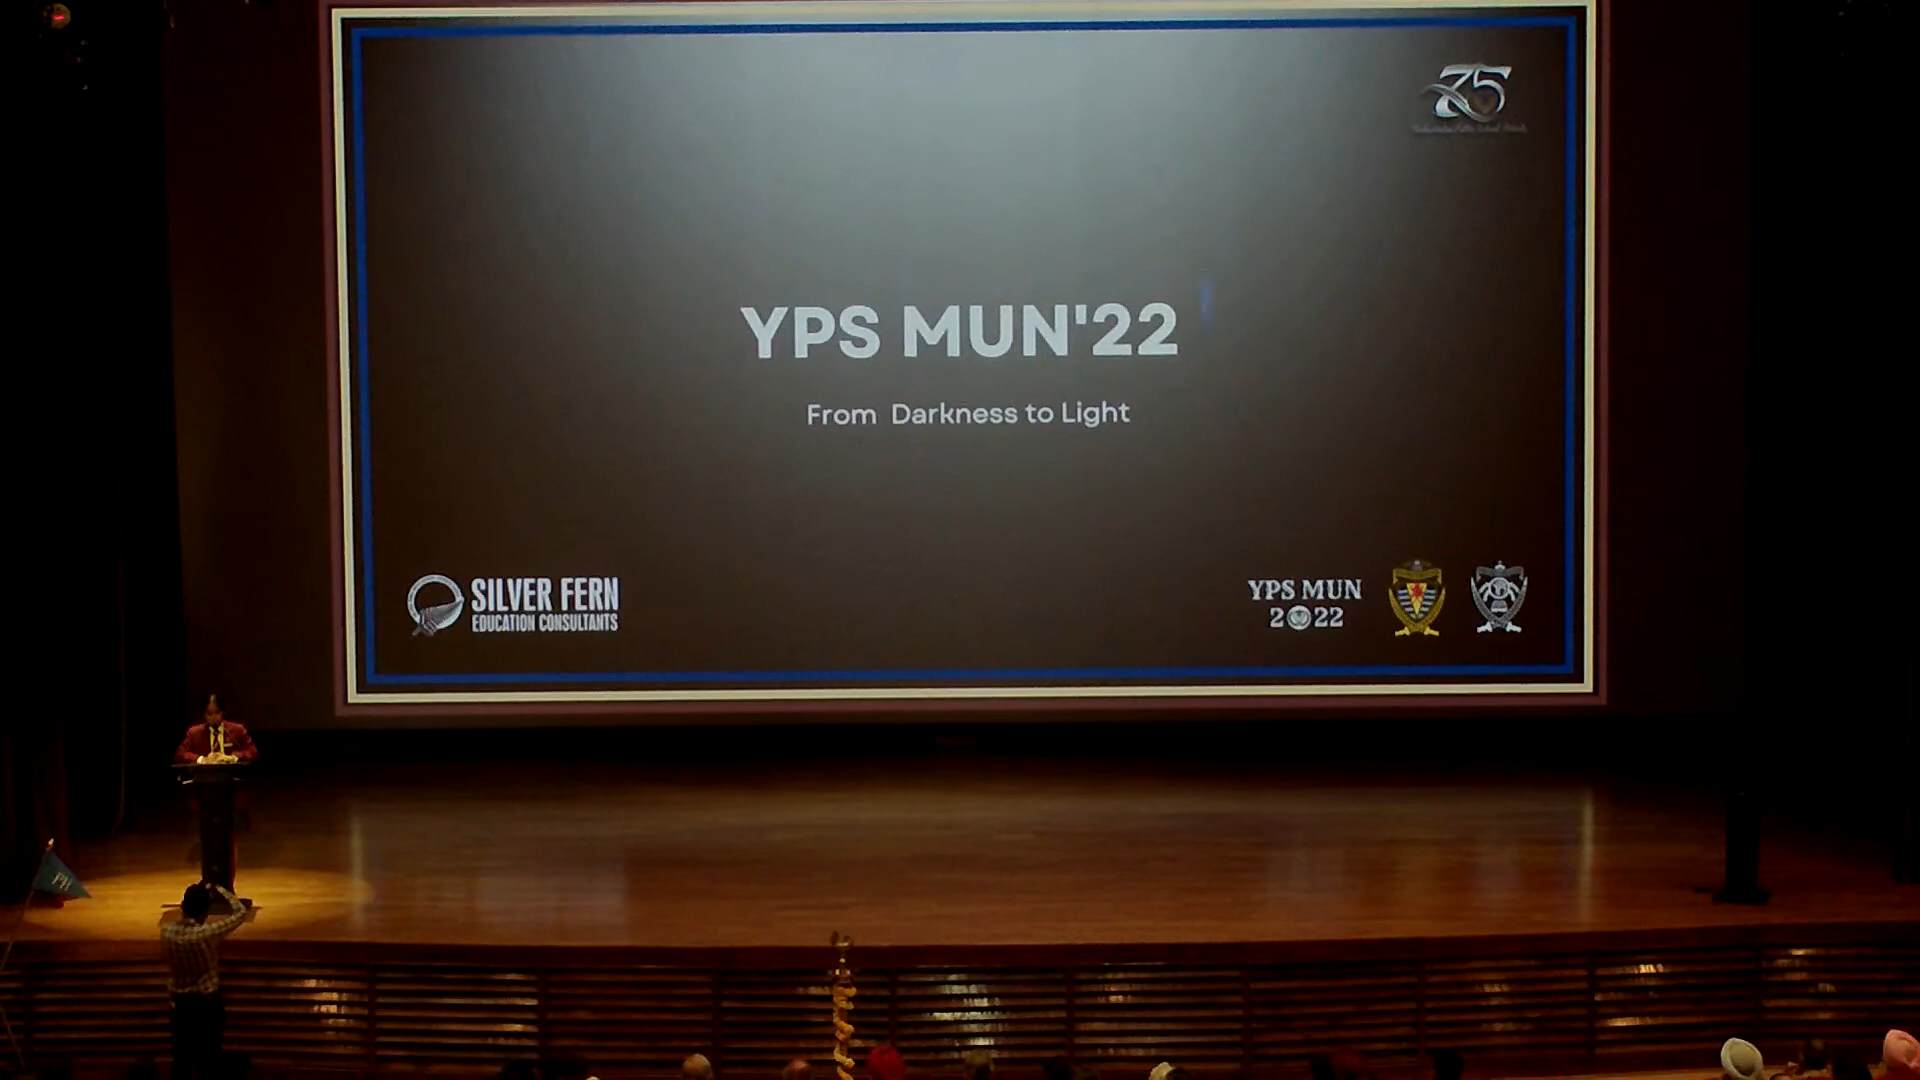 75
YPS MUN'22
From Darkness to Light
SILVER FERN
EDUCATION CONSULTANTS
YPS MUN
2022